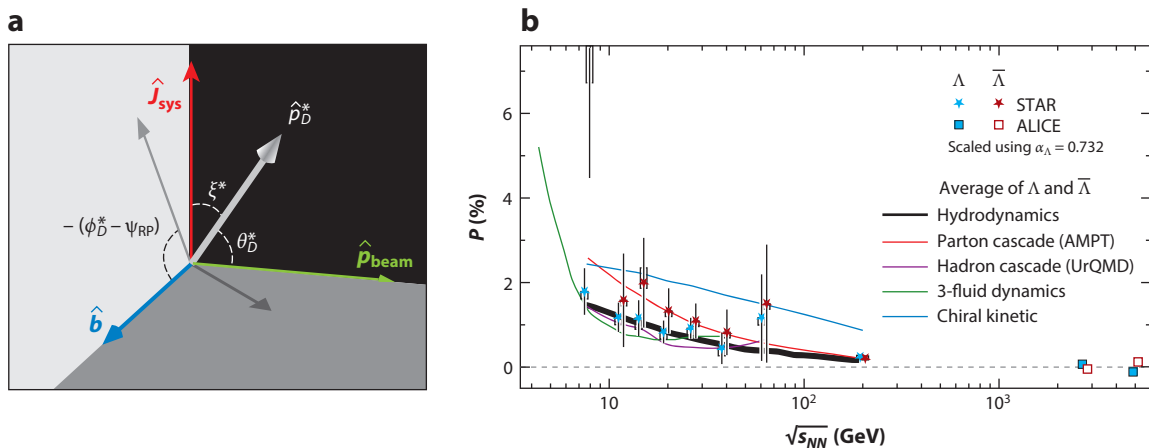 a
Ĵsys
p̂*D
ξ*
− (ϕ*D − ψRP)
θ*D
p̂beam
b̂
b
6
4
2
0
P (%)
10
10²
10³
√sNN (GeV)
Λ Λ̅
STAR
ALICE
Scaled using αΛ = 0.732
Average of Λ and Λ̅
Hydrodynamics
Parton cascade (AMPT)
Hadron cascade (UrQMD)
3-fluid dynamics
Chiral kinetic